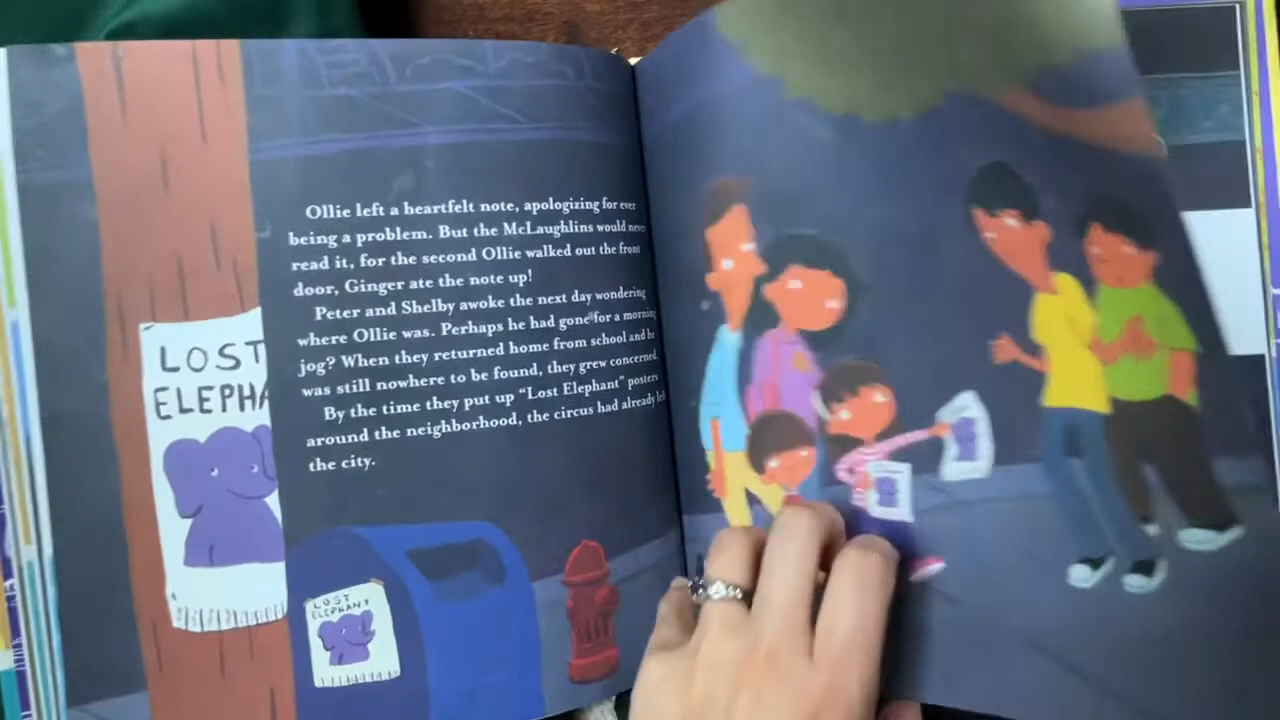 Ollie left a heartfelt note, apologizing for ever
being a problem. But the McLaughlins would never
read it, for the second Ollie walked out the front
door, Ginger ate the note up!
Peter and Shelby awoke the next day wondering
where Ollie was. Perhaps he had gone for a morning
jog? When they returned home from school and he
was still nowhere to be found, they grew concerned.
By the time they put up “Lost Elephant” posters
around the neighborhood, the circus had already left
the city.
LOST
ELEPHA
LOST
ELEPHANT